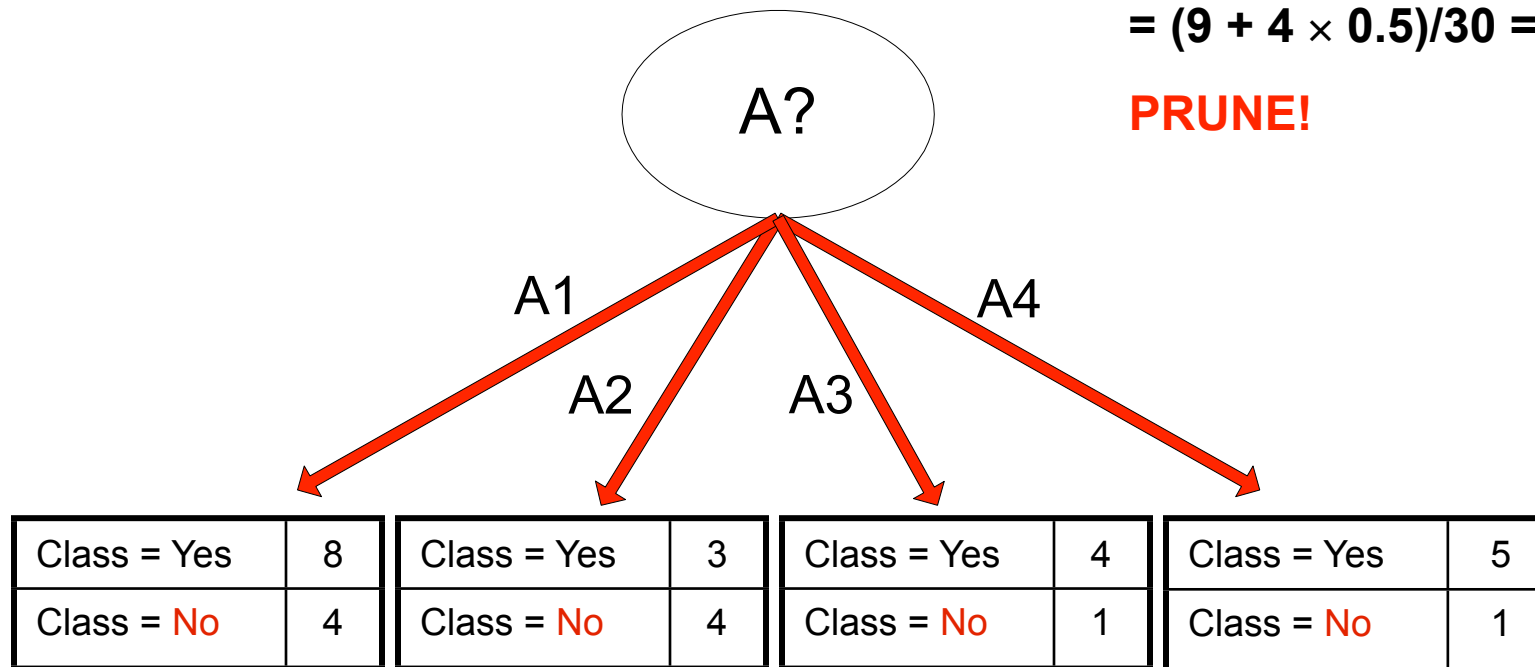 = (9 + 4 × 0.5)/30 =
PRUNE!
A?
A1
A4
A2
A3
Class = Yes 8
Class = No 4
Class = Yes 3
Class = No 4
Class = Yes 4
Class = No 1
Class = Yes 5
Class = No 1